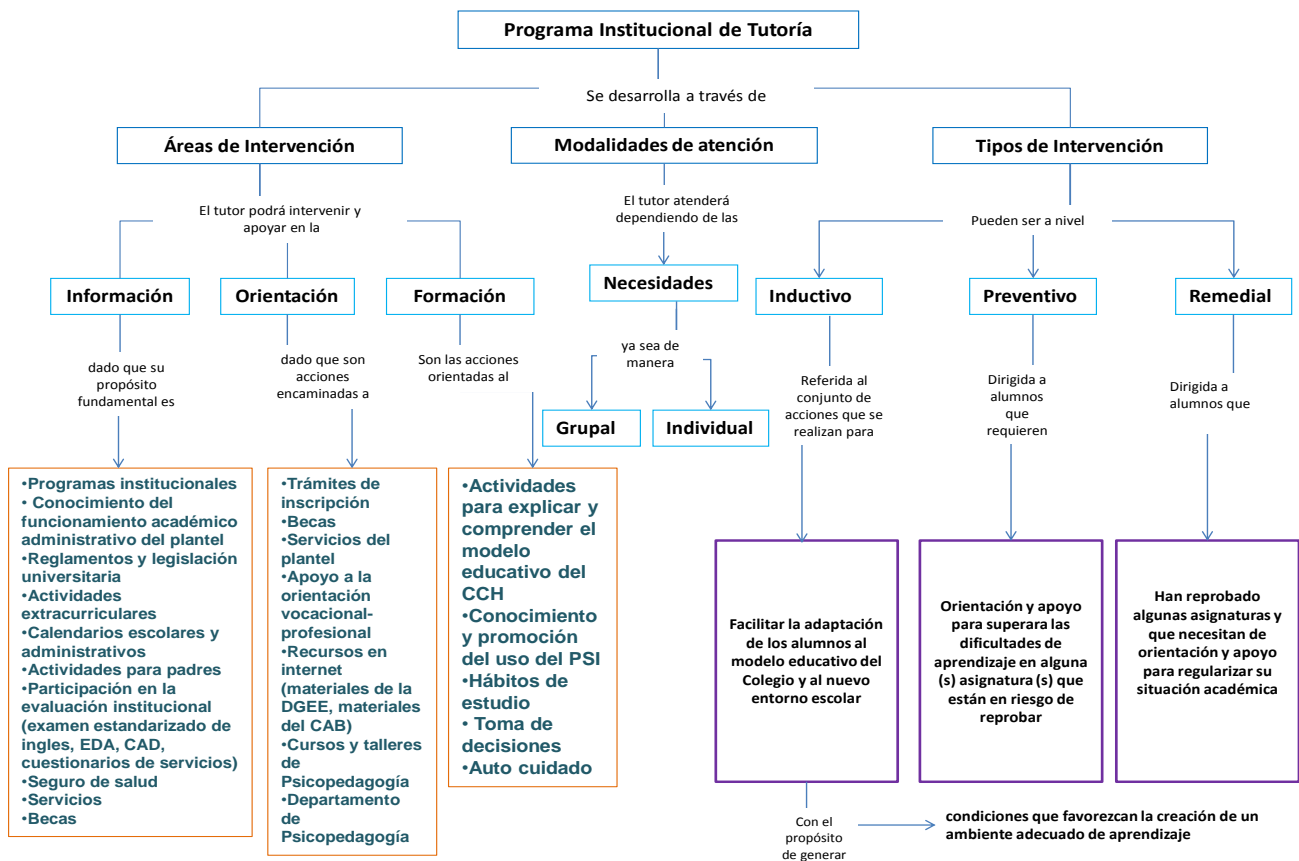 Programa Institucional de Tutoría
Se desarrolla a través de
Áreas de Intervención
Modalidades de atención
Tipos de Intervención
El tutor podrá intervenir y
apoyar en la
El tutor atenderá
dependiendo de las
Pueden ser a nivel
Información
Orientación
Formación
Necesidades
Inductivo
Preventivo
Remedial
dado que su
propósito
fundamental es
dado que son
acciones
encaminadas a
Son las acciones
orientadas al
ya sea de
manera
Referida al
conjunto de
acciones que se
realizan para
Dirigida a
alumnos
que
requieren
Dirigida a
alumnos que
Grupal
Individual
•Programas institucionales
• Conocimiento del
funcionamiento académico
administrativo del plantel
•Reglamentos y legislación
universitaria
•Actividades
extracurriculares
•Calendarios escolares y
administrativos
•Actividades para padres
•Participación en la
evaluación institucional
(examen estandarizado de
ingles, EDA, CAD,
cuestionarios de servicios)
•Seguro de salud
•Servicios
•Becas
•Trámites de
inscripción
•Becas
•Servicios del
plantel
•Apoyo a la
orientación
vocacional-
profesional
•Recursos en
internet
(materiales de la
DGEE, materiales
del CAB)
•Cursos y talleres
de
Psicopedagogía
•Departamento
de
Psicopedagogía
•Actividades
para explicar y
comprender el
modelo
educativo del
CCH
•Conocimiento
y promoción
del uso del PSI
•Hábitos de
estudio
• Toma de
decisiones
•Auto cuidado
Facilitar la adaptación
de los alumnos al
modelo educativo del
Colegio y al nuevo
entorno escolar
Orientación y apoyo
para superara las
dificultades de
aprendizaje en alguna
(s) asignatura (s) que
están en riesgo de
reprobar
Han reprobado
algunas asignaturas y
que necesitan de
orientación y apoyo
para regularizar su
situación académica
Con el
propósito
de generar
condiciones que favorezcan la creación de un
ambiente adecuado de aprendizaje